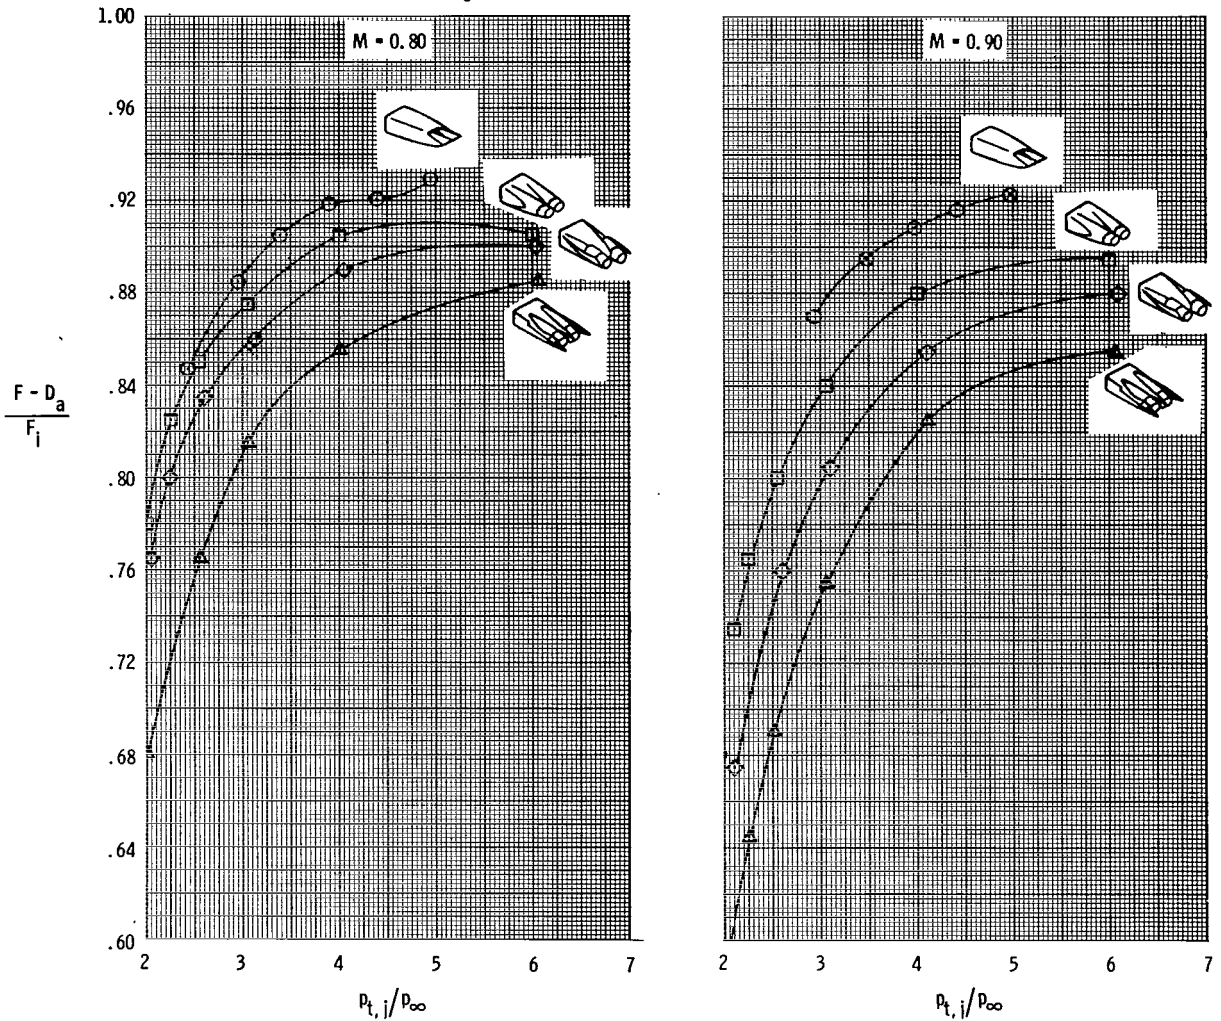 1.00
.96
.92
.88
.84
.80
.76
.72
.68
.64
.60
F - D_a
F_i
M = 0.80
2 3 4 5 6 7
p_t, j/p_∞
M = 0.90
2 3 4 5 6 7
p_t, j/p_∞